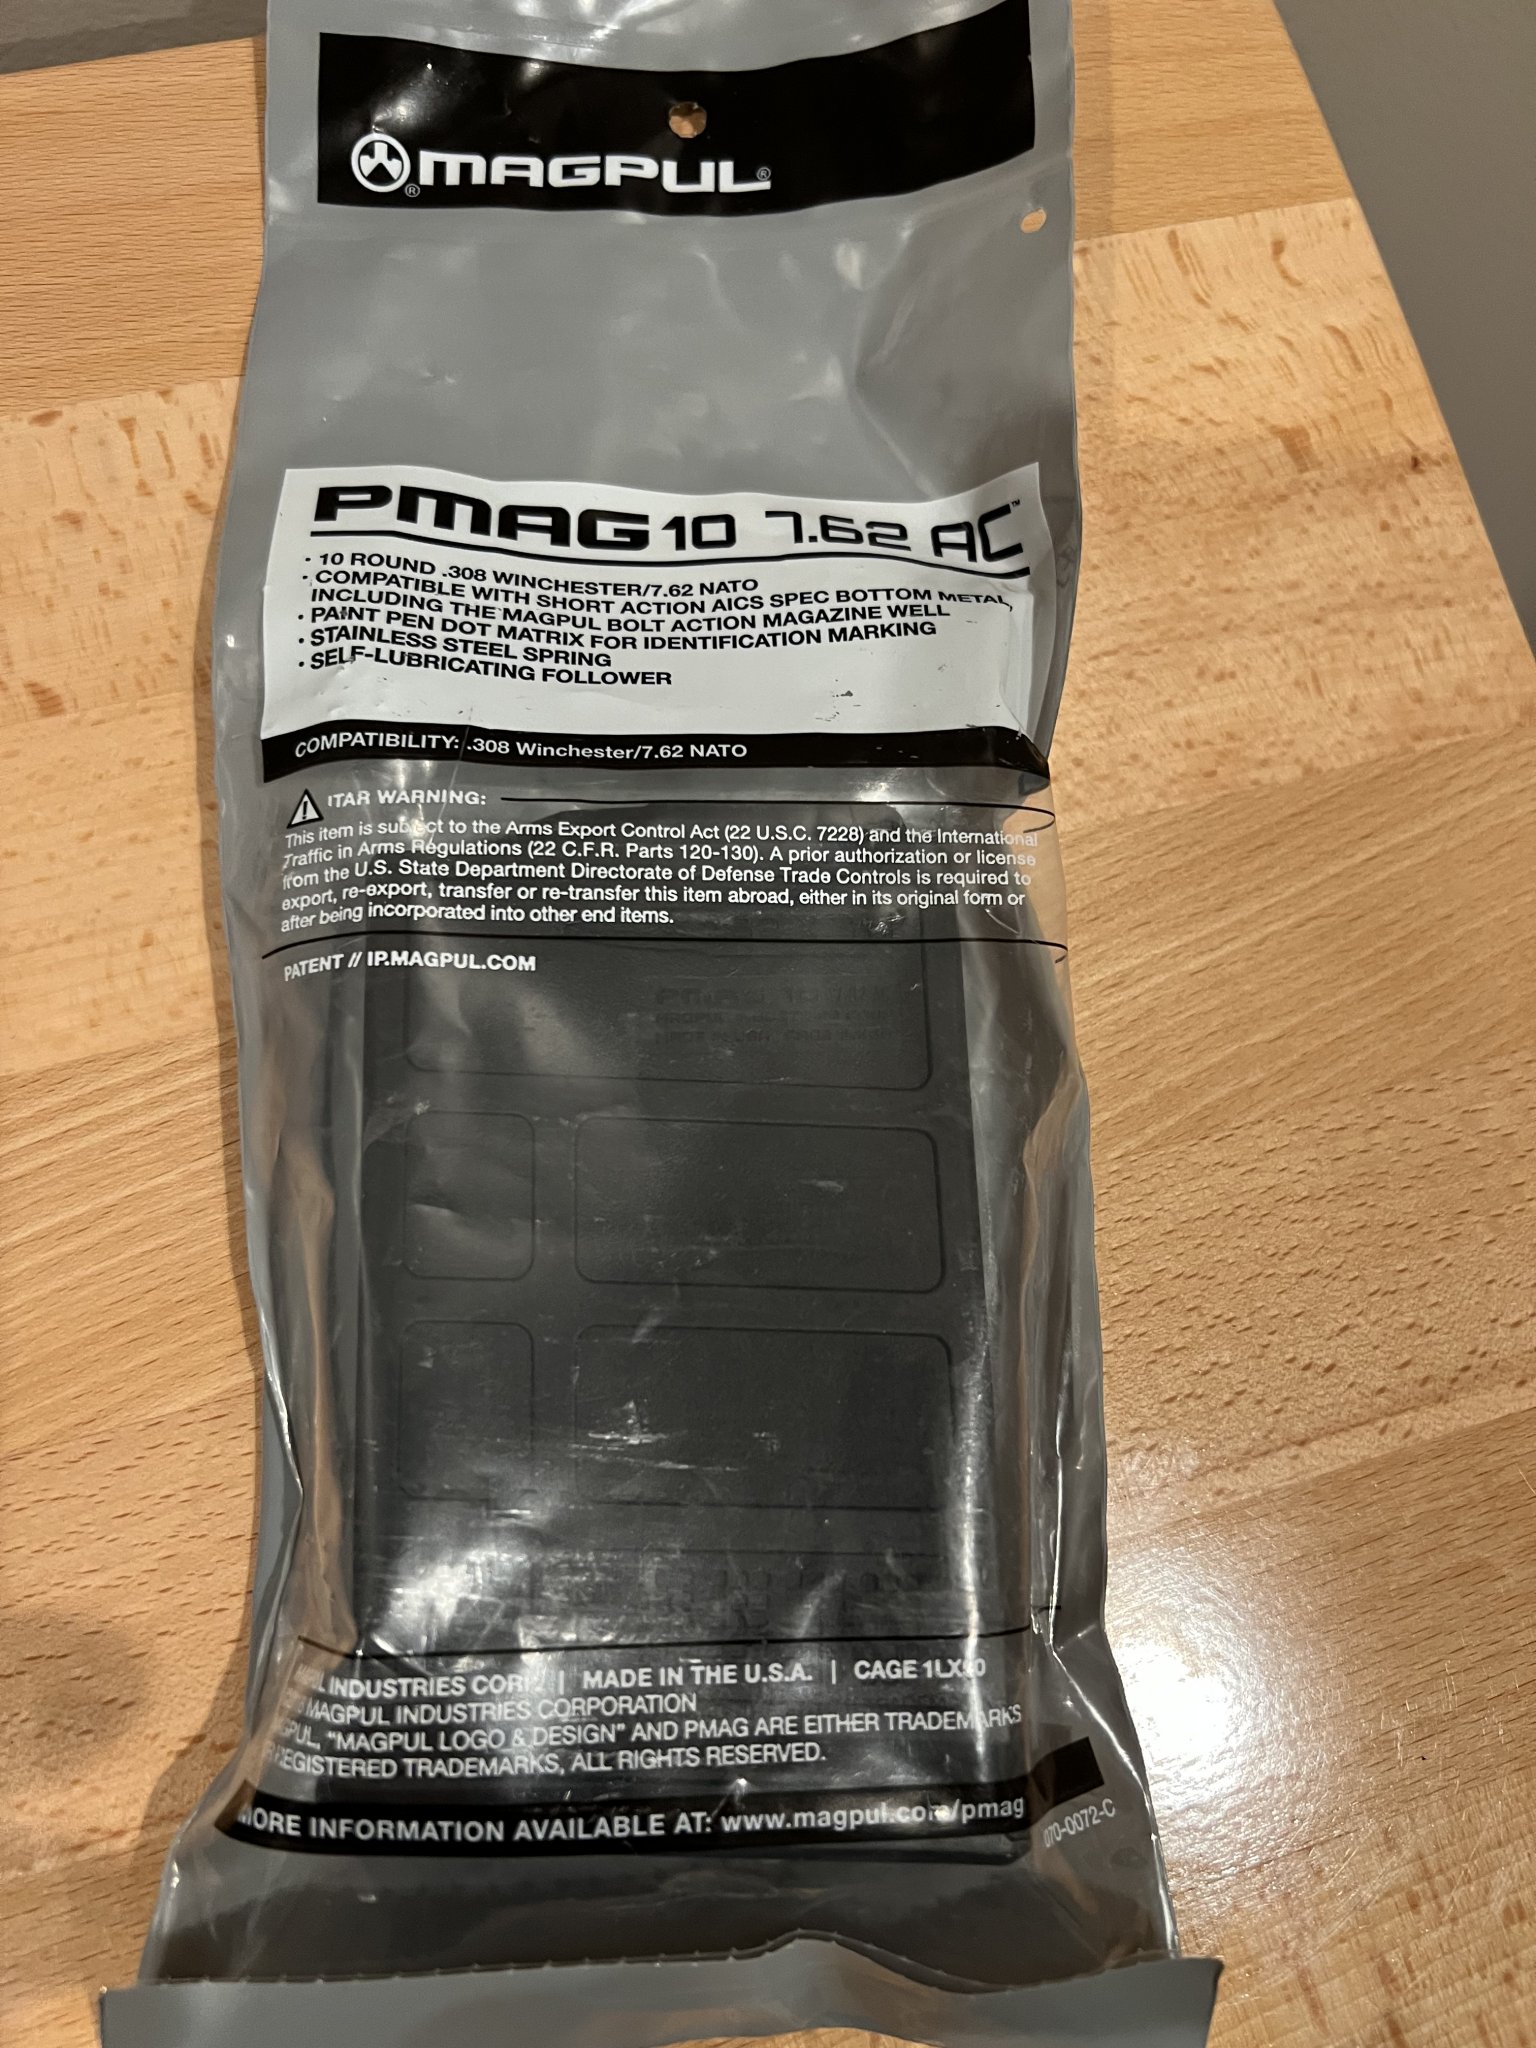 MAGPUL®
PMAG 10 7.62 AC™
· 10 ROUND .308 WINCHESTER/7.62 NATO
· COMPATIBLE WITH SHORT ACTION AICS SPEC BOTTOM METAL,
INCLUDING THE MAGPUL BOLT ACTION MAGAZINE WELL
· PAINT PEN DOT MATRIX FOR IDENTIFICATION MARKING
· STAINLESS STEEL SPRING
· SELF-LUBRICATING FOLLOWER
COMPATIBILITY: .308 Winchester/7.62 NATO
ITAR WARNING:
This item is subject to the Arms Export Control Act (22 U.S.C. 7228) and the International
Traffic in Arms Regulations (22 C.F.R. Parts 120-130). A prior authorization or license
from the U.S. State Department Directorate of Defense Trade Controls is required to
export, re-export, transfer or re-transfer this item abroad, either in its original form or
after being incorporated into other end items.
PATENT // IP.MAGPUL.COM
INDUSTRIES CORP. | MADE IN THE U.S.A. | CAGE
MAGPUL INDUSTRIES CORPORATION
"MAGPUL LOGO & DESIGN" AND PMAG ARE EITHER TRADEMARKS
REGISTERED TRADEMARKS, ALL RIGHTS RESERVED.
MORE INFORMATION AVAILABLE AT: www.magpul.com/pmag
070-0072-C